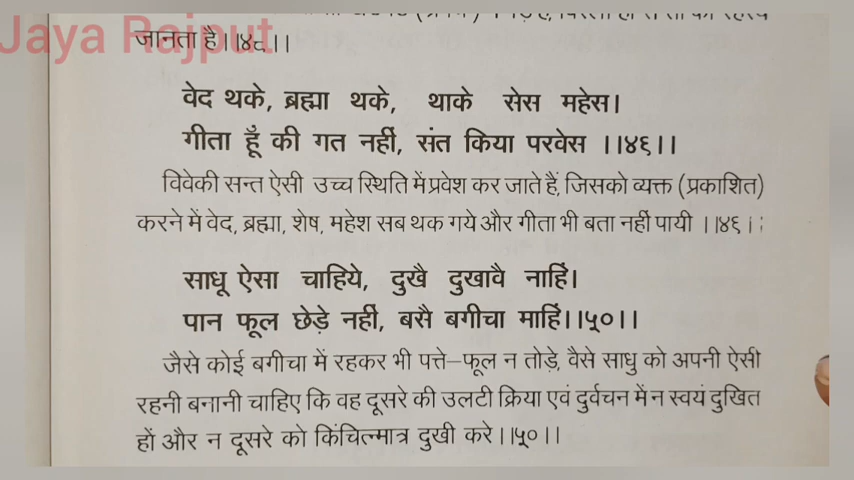 Jaya Rajput
जानता है।।४८।।
वेद थके, ब्रह्मा थके, थाके सेस महेस।
गीता हूँ की गत नहीं, संत किया परवेस ।।४६।।
विवेकी सन्त ऐसी उच्च स्थिति में प्रवेश कर जाते हैं, जिसको व्यक्त (प्रकाशित)
करने में वेद, ब्रह्मा, शेष, महेश सब थक गये और गीता भी बता नहीं पायी ।।४६।।
साधू ऐसा चाहिये, दुखै दुखावै नाहिं।
पान फूल छेड़े नहीं, बसै बगीचा माहिं।।५०।।
जैसे कोई बगीचा में रहकर भी पत्ते–फूल न तोड़े, वैसे साधु को अपनी ऐसी
रहनी बनानी चाहिए कि वह दूसरे की उलटी क्रिया एवं दुर्वचन में न स्वयं दुखित
हों और न दूसरे को किंचित्मात्र दुखी करे।।५०।।